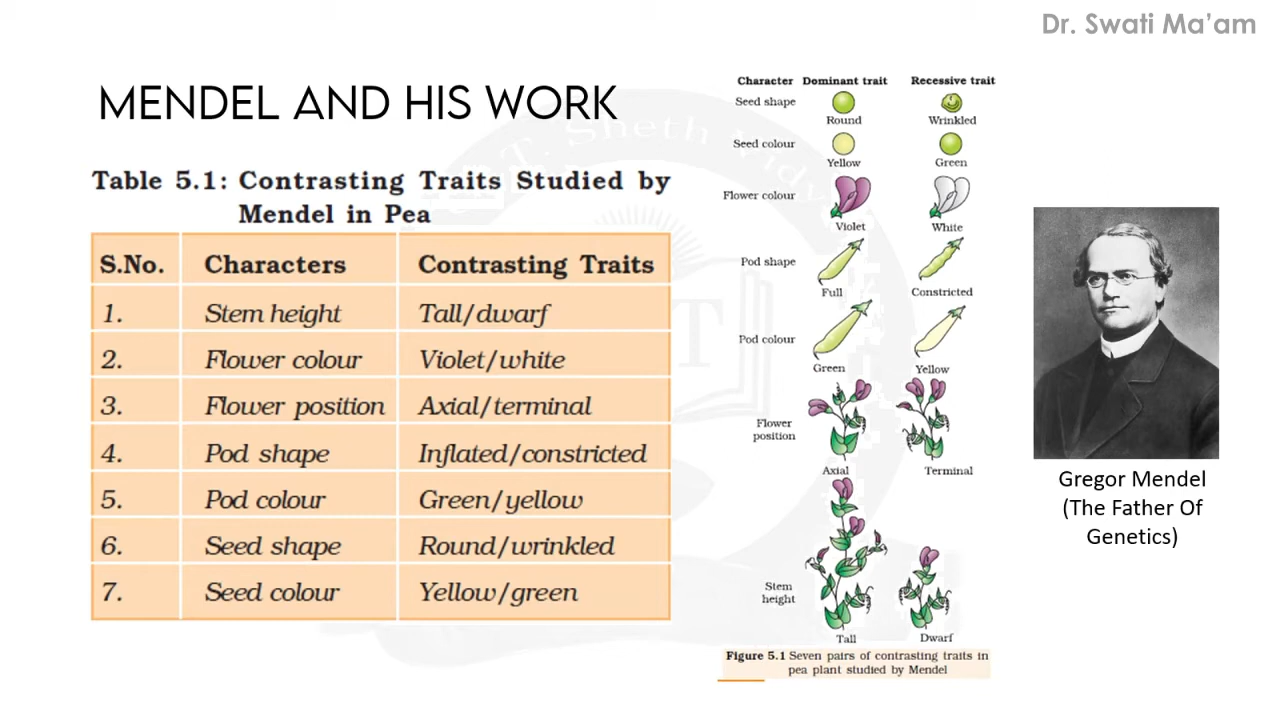 Dr. Swati Ma’am
MENDEL AND HIS WORK
Table 5.1: Contrasting Traits Studied by
Mendel in Pea
S.No. Characters Contrasting Traits
1. Stem height Tall/dwarf
2. Flower colour Violet/white
3. Flower position Axial/terminal
4. Pod shape Inflated/constricted
5. Pod colour Green/yellow
6. Seed shape Round/wrinkled
7. Seed colour Yellow/green
Character Dominant trait Recessive trait
Seed shape
Round Wrinkled
Seed colour
Yellow Green
Flower colour
Violet White
Pod shape
Full Constricted
Pod colour
Green Yellow
Flower
position
Axial Terminal
Stem
height
Tall Dwarf
Figure 5.1 Seven pairs of contrasting traits in
pea plant studied by Mendel
Gregor Mendel
(The Father Of
Genetics)
T. Sheth Vidy
T